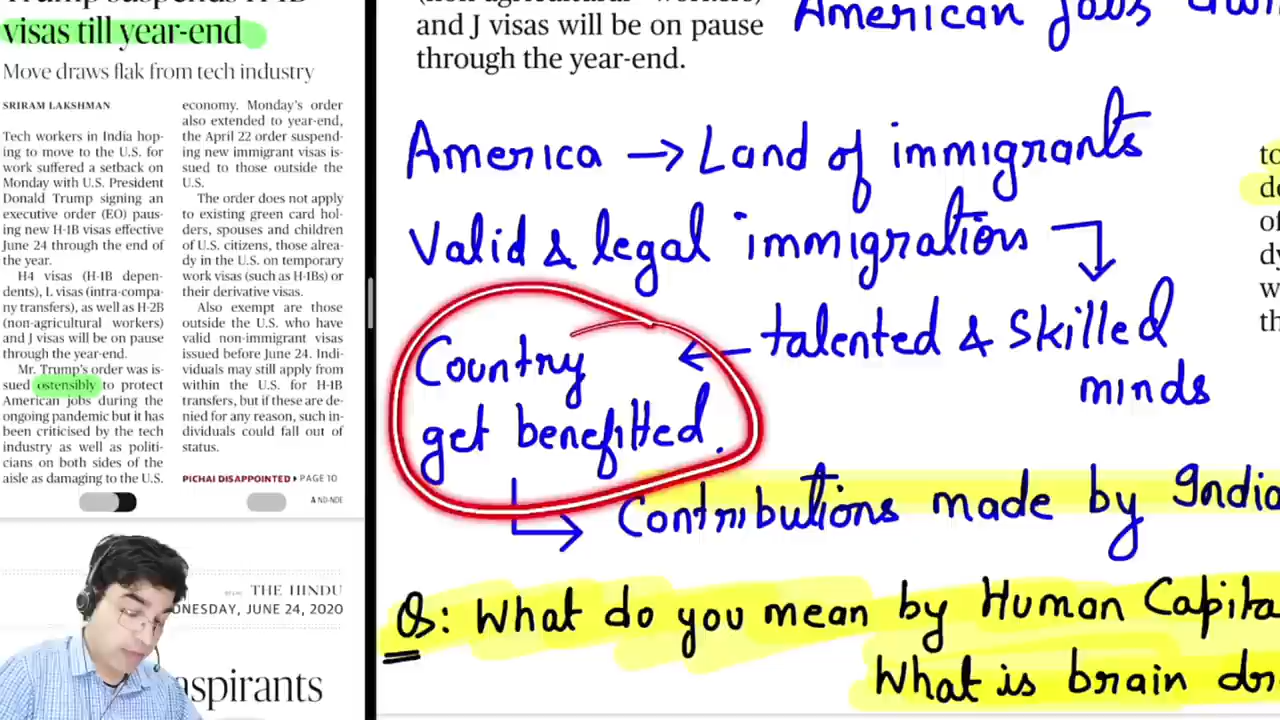 visas till year-end
Move draws flak from tech industry
SRIRAM LAKSHMAN
Tech workers in India hop-
ing to move to the U.S. for
work suffered a setback on
Monday with U.S. President
Donald Trump signing an
executive order (EO) paus-
ing new H-1B visas effective
June 24 through the end of
the year.
H4 visas (H-1B depen-
dents), L visas (intra-compa-
ny transfers), as well as H-2B
(non-agricultural workers)
and J visas will be on pause
through the year-end.
Mr. Trump's order was is-
sued ostensibly to protect
American jobs during the
ongoing pandemic but it has
been criticised by the tech
industry as well as politi-
cians on both sides of the
aisle as damaging to the U.S.
economy. Monday's order
also extended to year-end,
the April 22 order suspend-
ing new immigrant visas is-
sued to those outside the
U.S.
The order does not apply
to existing green card hol-
ders, spouses and children
of U.S. citizens, those alrea-
dy in the U.S. on temporary
work visas (such as H-1Bs) or
their derivative visas.
Also exempt are those
outside the U.S. who have
valid non-immigrant visas
issued before June 24. Indi-
viduals may still apply from
within the U.S. for H-1B
transfers, but if these are de-
nied for any reason, such in-
dividuals could fall out of
status.
PICHAI DISAPPOINTED PAGE 10
A ND-NDE
THE HINDU
JUNE 24, 2020
aspirants
(non-agricultural workers)
and J visas will be on pause
through the year-end.
American jobs
America → Land of immigrants
Valid & legal immigration
talented & skilled
minds
Country
get benefitted.
Contributions made by India
Q: What do you mean by Human Capita
What is brain dr